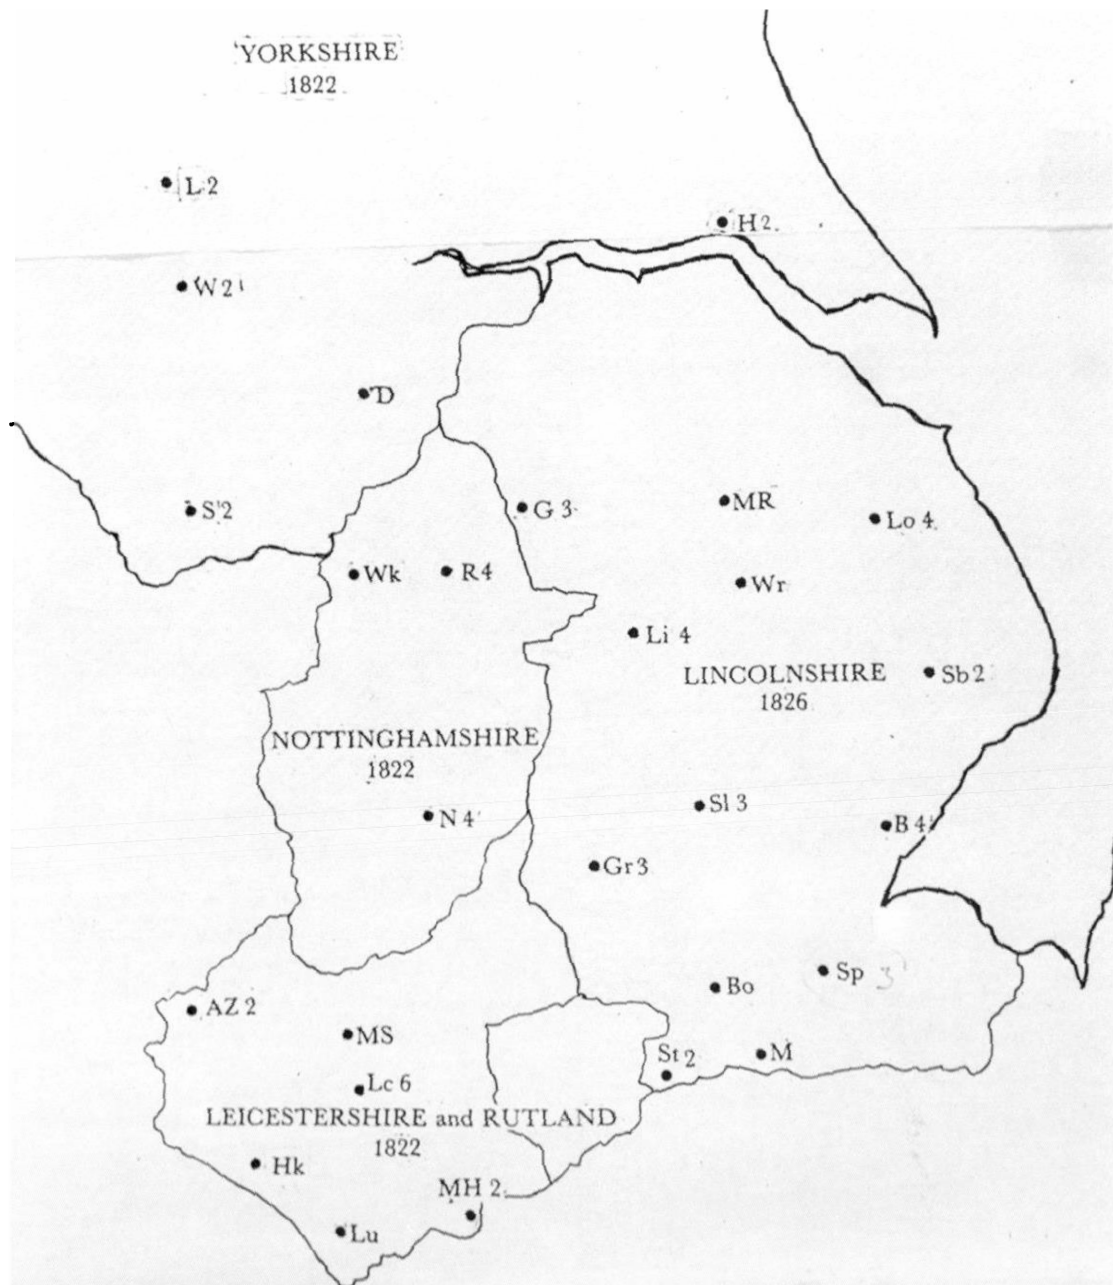 YORKSHIRE
1822
L 2
H 2
W 2
D
S 2
G 3
MR
Lo 4
Wk
R 4
Wr
Li 4
LINCOLNSHIRE
1826
Sb 2
NOTTINGHAMSHIRE
1822
Sl 3
N 4
B 4
Gr 3
Sp 3
Bo
AZ 2
MS
St 2
M
Lc 6
LEICESTERSHIRE and RUTLAND
1822
Hk
MH 2
Lu